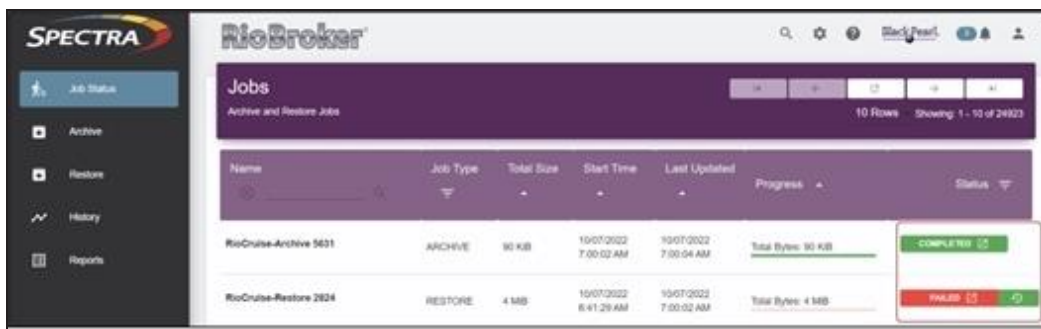 SPECTRA
RioBroker
BlackPearl
Job Status
Archive
Restore
History
Reports
Jobs
Archive and Restore Jobs
10 Rows Showing: 1 - 10 of 24923
Name Job Type Total Size Start Time Last Updated Progress Status
RioCruise-Archive 5631 ARCHIVE 90 KiB 10/07/2022 10/07/2022 Total Bytes: 90 KiB COMPLETED
7:00:02 AM 7:00:04 AM
RioCruise-Restore 2824 RESTORE 4 MiB 10/07/2022 10/07/2022 Total Bytes: 4 MiB FAILED
6:41:29 AM 7:00:02 AM